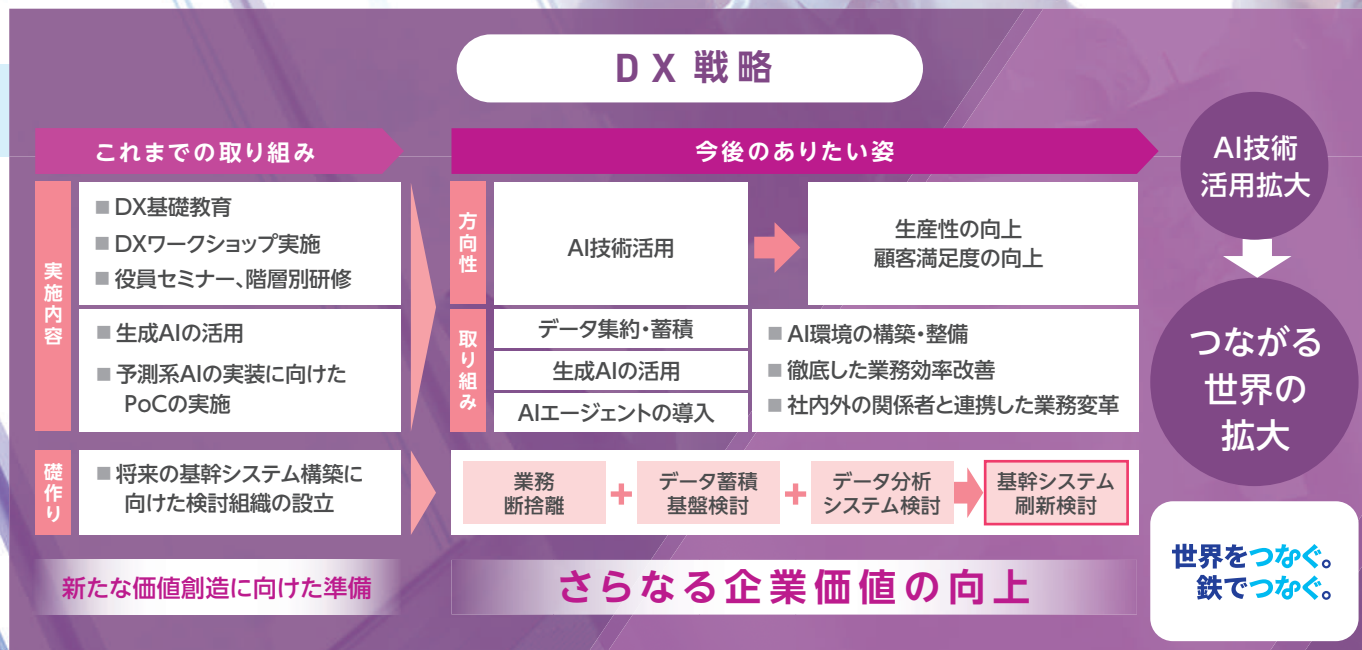 DX 戦略
これまでの取り組み
実施内容
■ DX基礎教育
■ DXワークショップ実施
■ 役員セミナー、階層別研修
■ 生成AIの活用
■ 予測系AIの実装に向けた
PoCの実施
礎作り
■ 将来の基幹システム構築に
向けた検討組織の設立
新たな価値創造に向けた準備
今後のありたい姿
方向性
AI技術活用
生産性の向上
顧客満足度の向上
取り組み
データ集約・蓄積
生成AIの活用
AIエージェントの導入
■ AI環境の構築・整備
■ 徹底した業務効率改善
■ 社内外の関係者と連携した業務変革
業務
断捨離
+
データ蓄積
基盤検討
+
データ分析
システム検討
基幹システム
刷新検討
さらなる企業価値の向上
AI技術
活用拡大
つながる
世界の
拡大
世界をつなぐ。
鉄でつなぐ。